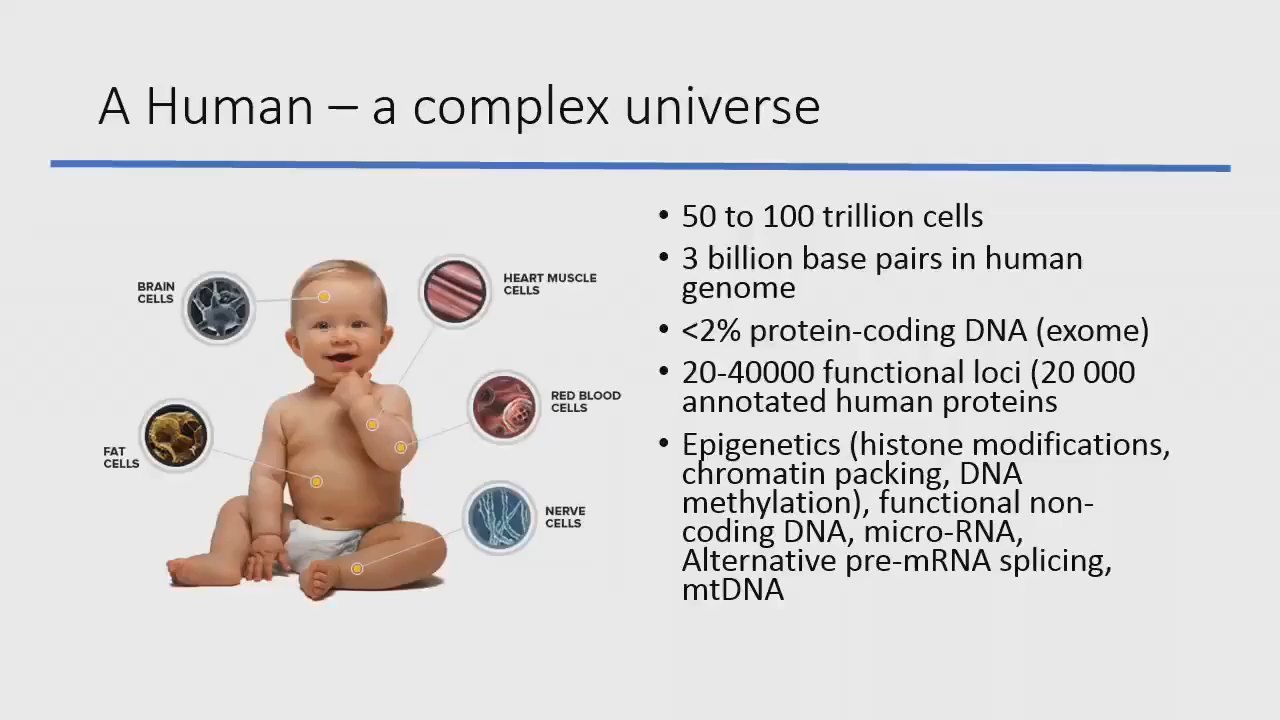 A Human – a complex universe
BRAIN
CELLS
HEART MUSCLE
CELLS
RED BLOOD
CELLS
FAT
CELLS
NERVE
CELLS
• 50 to 100 trillion cells
• 3 billion base pairs in human
genome
• <2% protein-coding DNA (exome)
• 20-40000 functional loci (20 000
annotated human proteins
• Epigenetics (histone modifications,
chromatin packing, DNA
methylation), functional non-
coding DNA, micro-RNA,
Alternative pre-mRNA splicing,
mtDNA